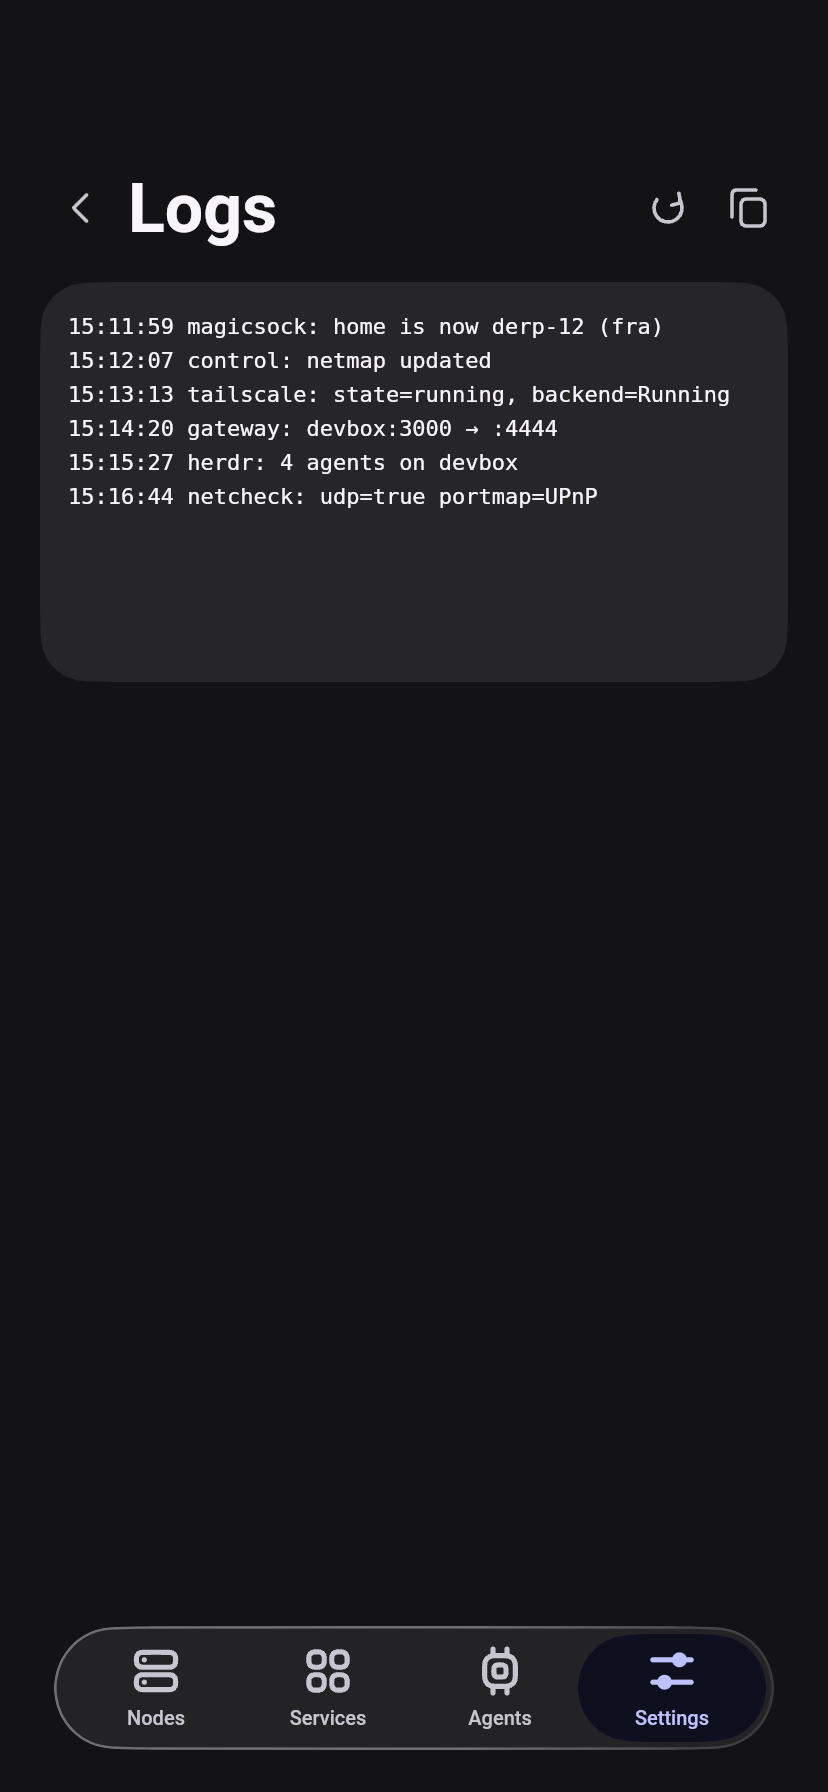 Logs
15:11:59 magicsock: home is now derp-12 (fra)
15:12:07 control: netmap updated
15:13:13 tailscale: state=running, backend=Running
15:14:20 gateway: devbox:3000 → :4444
15:15:27 herdr: 4 agents on devbox
15:16:44 netcheck: udp=true portmap=UPnP
Nodes
Services
Agents
Settings